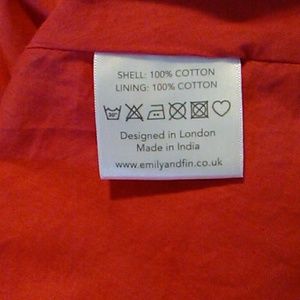 SHELL: 100% COTTON
LINING: 100% COTTON
Designed in London
Made in India
www.emilyandfin.co.uk